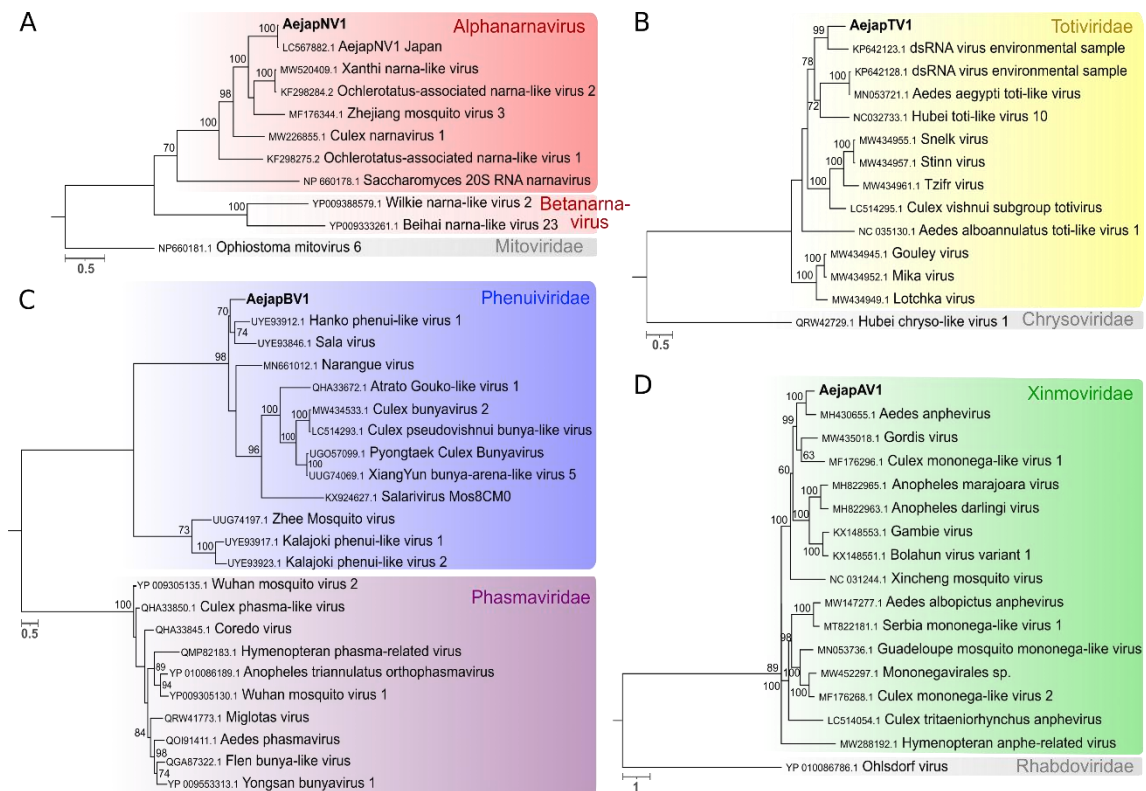 A
Alphanarnavirus
100
AejapNV1
LC567882.1 AejapNV1 Japan
100
100
MW520409.1 Xanthi narna-like virus
KF298284.2 Ochlerotatus-associated narna-like virus 2
98
MF176344.1 Zhejiang mosquito virus 3
100
MW226855.1 Culex narnavirus 1
KF298275.2 Ochlerotatus-associated narna-like virus 1
70
NP 660178.1 Saccharomyces 20S RNA narnavirus
100
YP009388579.1 Wilkie narna-like virus 2
Betanarna-
virus
YP009333261.1 Beihai narna-like virus 23
NP660181.1 Ophiostoma mitovirus 6
Mitoviridae
0.5
B
Totiviridae
99
AejapTV1
KP642123.1 dsRNA virus environmental sample
78
KP642128.1 dsRNA virus environmental sample
100
MN053721.1 Aedes aegypti toti-like virus
72
NC032733.1 Hubei toti-like virus 10
MW434955.1 Snelk virus
100
MW434957.1 Stinn virus
100
MW434961.1 Tzifr virus
100
LC514295.1 Culex vishnui subgroup totivirus
NC 035130.1 Aedes alboannulatus toti-like virus 1
MW434945.1 Gouley virus
100
100
MW434952.1 Mika virus
MW434949.1 Lotchka virus
QRW42729.1 Hubei chryso-like virus 1
Chrysoviridae
0.5
C
Phenuiviridae
AejapBV1
70
UYE93912.1 Hanko phenui-like virus 1
74
UYE93846.1 Sala virus
98
MN661012.1 Narangue virus
QHA33672.1 Atrato Gouko-like virus 1
100
MW434533.1 Culex bunyavirus 2
100
LC514293.1 Culex pseudovishnui bunya-like virus
100
96
UGO57099.1 Pyongtaek Culex Bunyavirus
100
UUG74069.1 XiangYun bunya-arena-like virus 5
KX924627.1 Salarivirus Mos8CM0
UUG74197.1 Zhee Mosquito virus
73
UYE93917.1 Kalajoki phenui-like virus 1
100
UYE93923.1 Kalajoki phenui-like virus 2
YP 009305135.1 Wuhan mosquito virus 2
Phasmaviridae
100
QHA33850.1 Culex phasma-like virus
0.5
QHA33845.1 Coredo virus
QMP82183.1 Hymenopteran phasma-related virus
89
YP 010086189.1 Anopheles triannulatus orthophasmavirus
94
YP009305130.1 Wuhan mosquito virus 1
QRW41773.1 Miglotas virus
84
QOI91411.1 Aedes phasmavirus
98
QGA87322.1 Flen bunya-like virus
74
YP 009553313.1 Yongsan bunyavirus 1
D
Xinmoviridae
100
AejapAV1
MH430655.1 Aedes anphevirus
99
MW435018.1 Gordis virus
63
MF176296.1 Culex mononega-like virus 1
60
100
MH822965.1 Anopheles marajoara virus
100
MH822963.1 Anopheles darlingi virus
100
KX148553.1 Gambie virus
100
KX148551.1 Bolahun virus variant 1
NC 031244.1 Xincheng mosquito virus
MW147277.1 Aedes albopictus anphevirus
100
MT822181.1 Serbia mononega-like virus 1
98
MN053736.1 Guadeloupe mosquito mononega-like virus
89
MW452297.1 Mononegavirales sp.
100
100
MF176268.1 Culex mononega-like virus 2
LC514054.1 Culex tritaeniorhynchus anphevirus
MW288192.1 Hymenopteran anphe-related virus
YP 010086786.1 Ohlsdorf virus
Rhabdoviridae
1